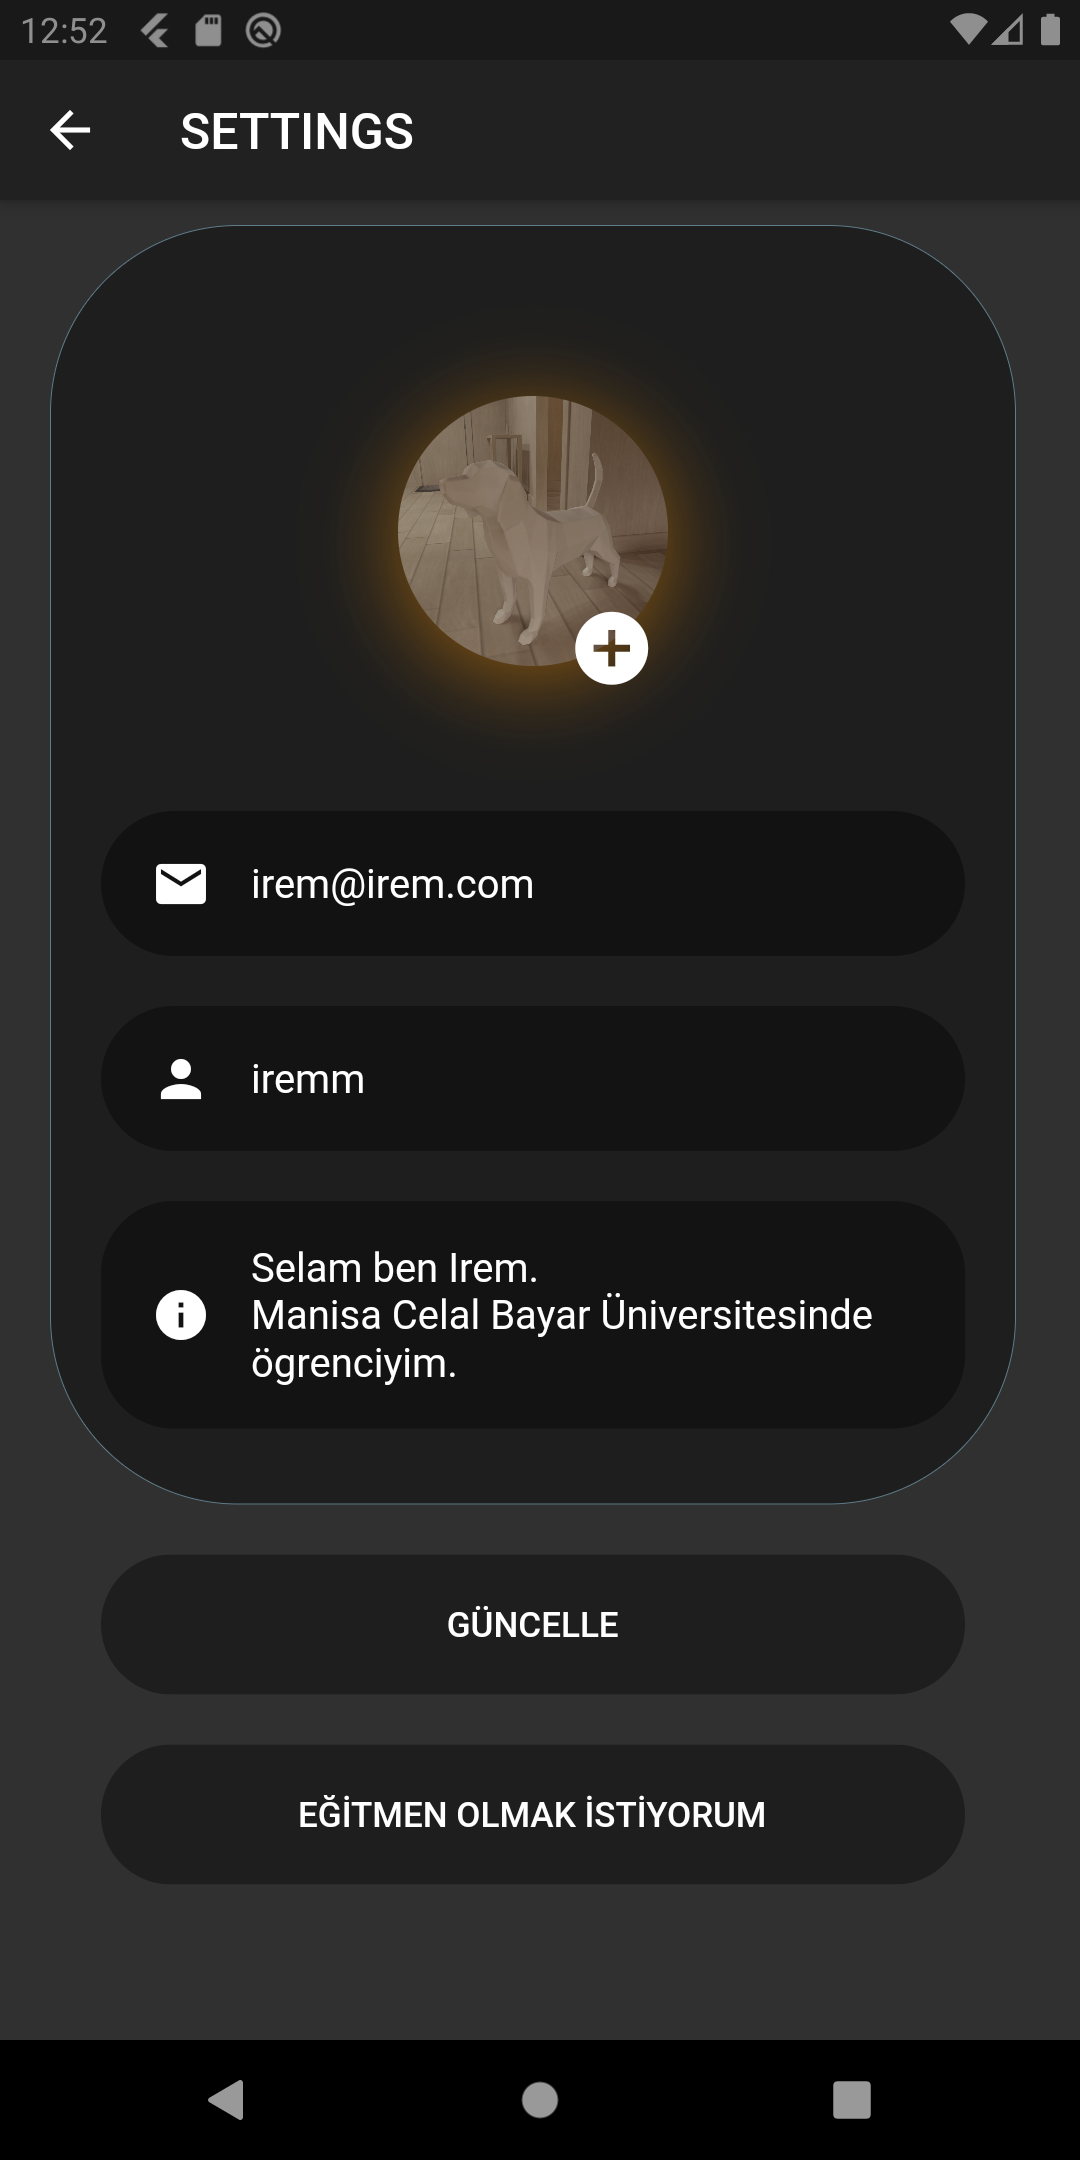 12:52
SETTINGS
irem@irem.com
iremm
Selam ben Irem.
Manisa Celal Bayar Üniversitesinde
ögrenciyim.
GÜNCELLE
EĞİTMEN OLMAK İSTİYORUM